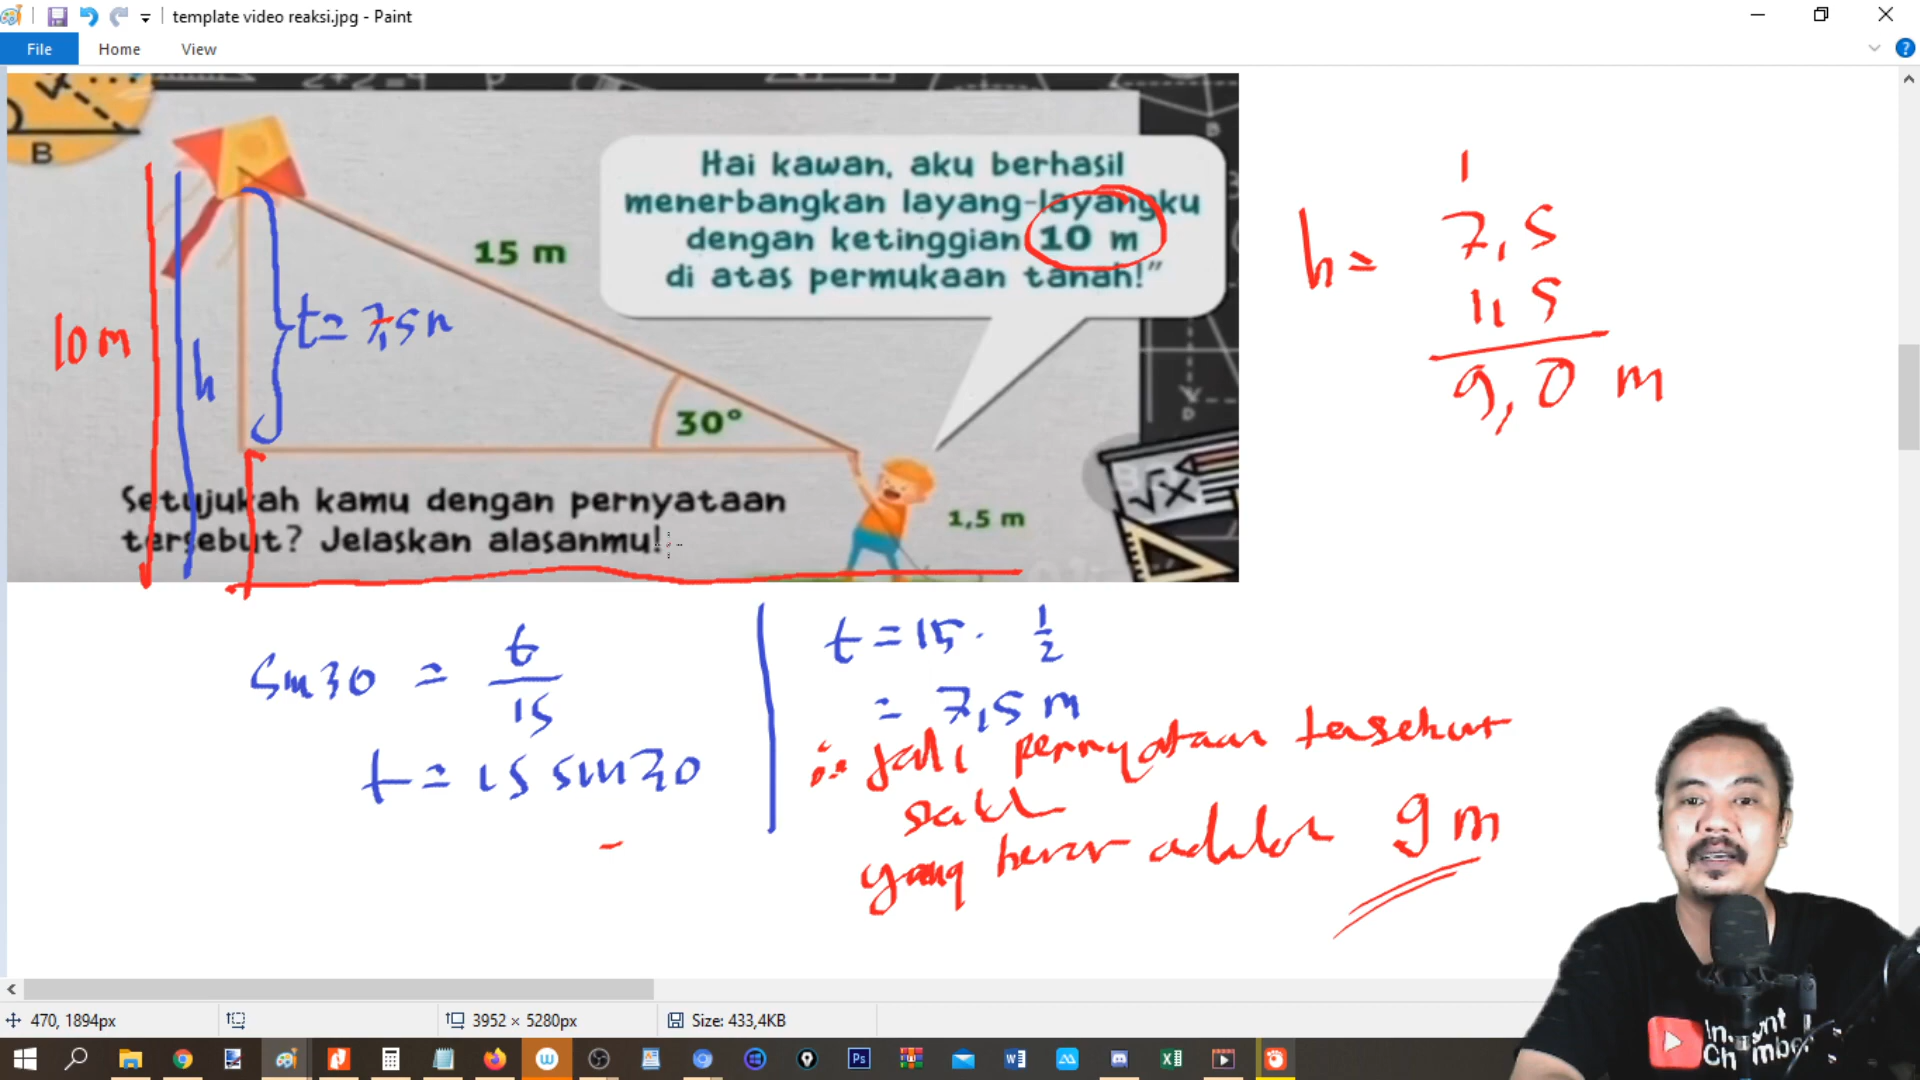 template video reaksi.jpg - Paint
File Home View
B
Hai kawan, aku berhasil
menerbangkan layang-layangku
dengan ketinggian 10 m
di atas permukaan tanah!”
15 m
30°
1,5 m
Setujukah kamu dengan pernyataan
tersebut? Jelaskan alasanmu!
B
D
√x
10 m
h
t = 7,5 m
1
h = 7,5
1,5
9,0 m
sin 30 = t
15
t = 15 sin 30
t = 15 . 1
2
= 7,5 m
∴ Jadi pernyataan tersebut
salah
yang benar adalah 9 m
470, 1894px
3952 × 5280px
Size: 433,4KB
W
Ps